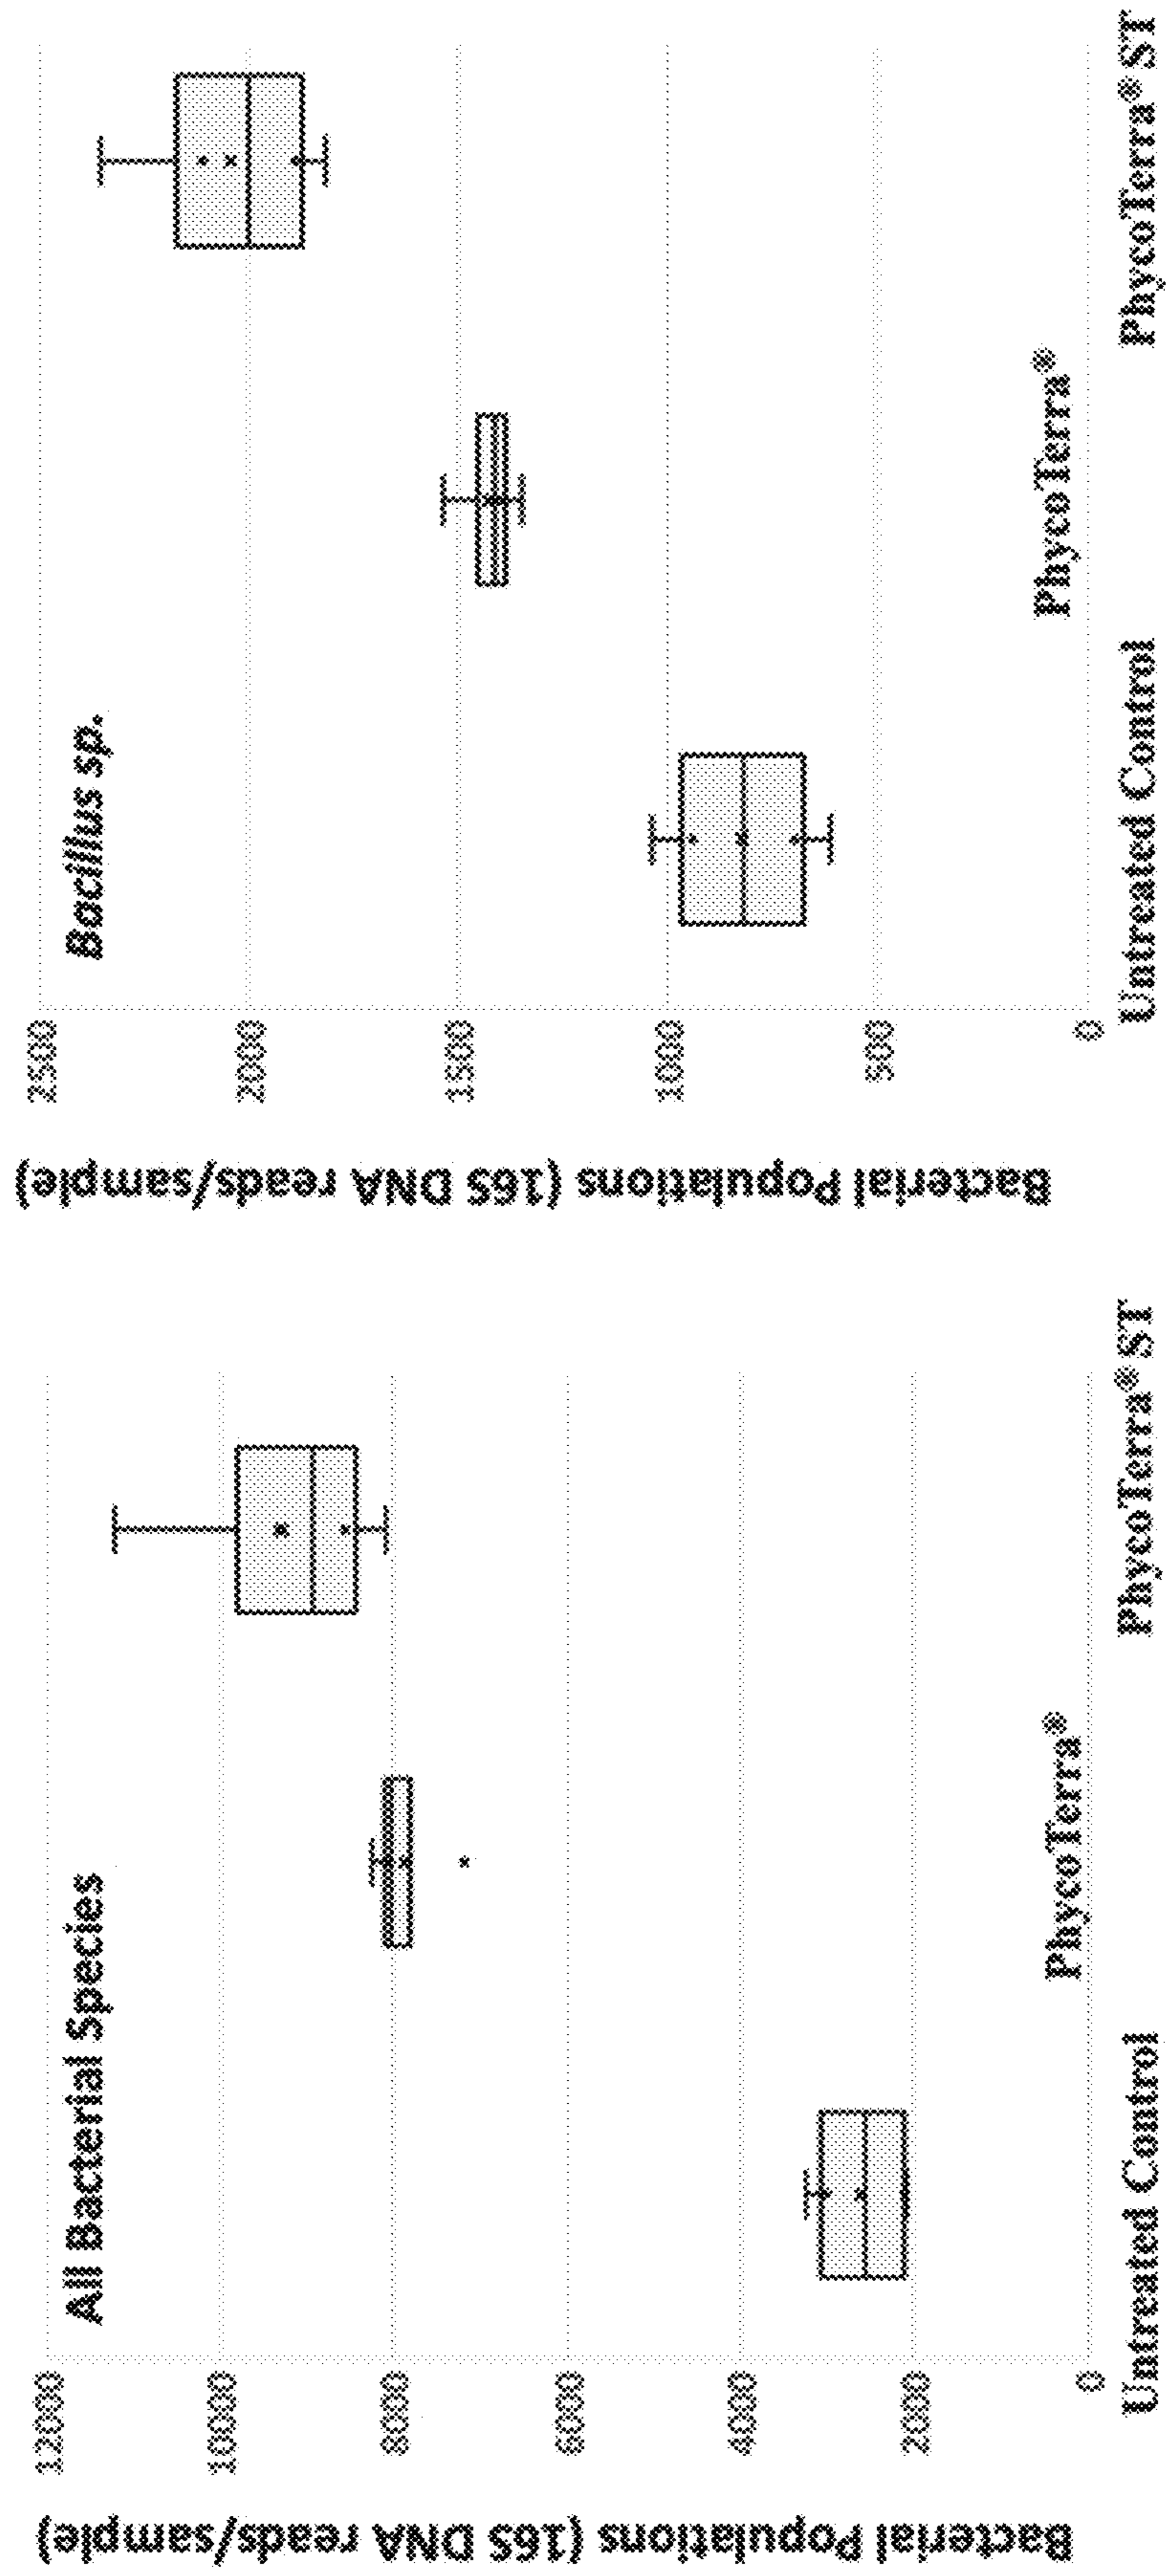 All Bacterial Species
Bacterial Populations (16S DNA reads/sample)
12000
10000
8000
6000
4000
2000
0
Untreated Control
PhycoTerra®
PhycoTerra® ST
Bacillus sp.
Bacterial Populations (16S DNA reads/sample)
2500
2000
1500
1000
500
0
Untreated Control
PhycoTerra®
PhycoTerra® ST